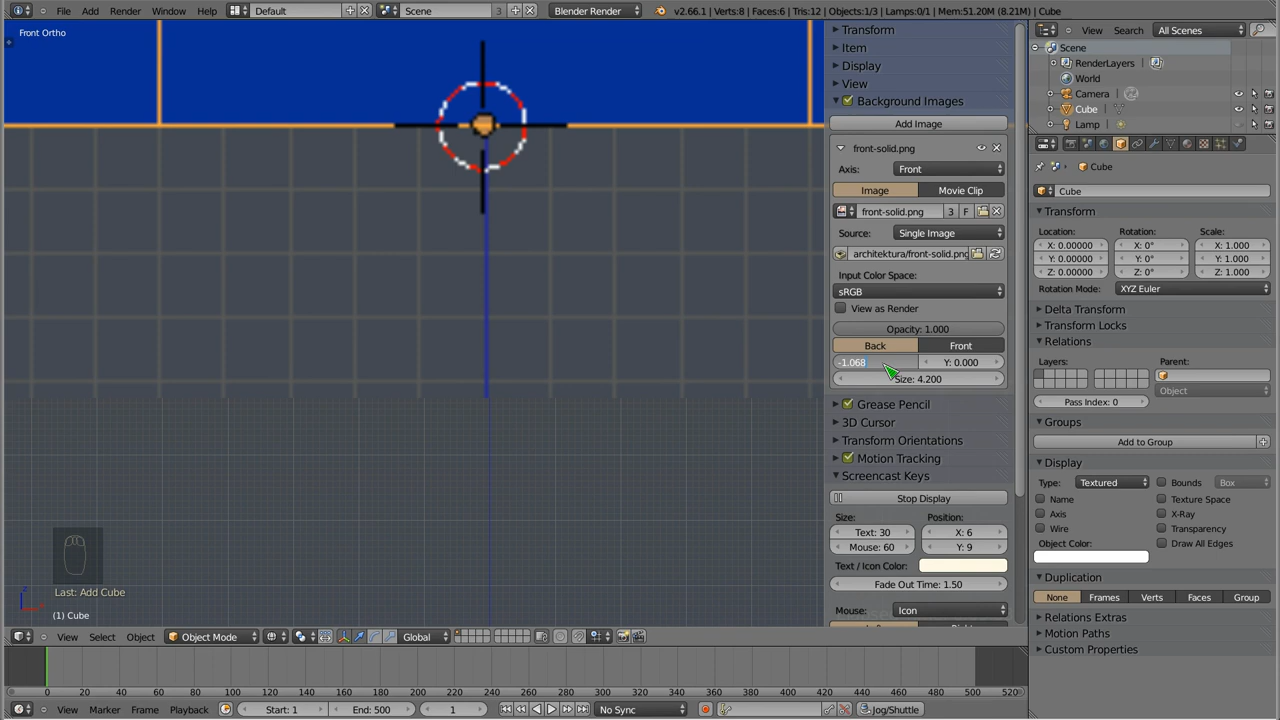 File Add Render Window Help Default Scene 3 Blender Render v2.66.1 | Verts:8 | Faces:6 | Tris:12 | Objects:1/3 | Lamps:0/1 | Mem:51.20M (8.21M) | Cube
Front Ortho
Last: Add Cube
(1) Cube
View Select Object Object Mode Global
Transform
Item
Display
View
Background Images
Add Image
front-solid.png
Axis: Front
Image Movie Clip
front-solid.png 3 F
Source: Single Image
architektura/front-solid.png
Input Color Space:
sRGB
View as Render
Opacity: 1.000
Back Front
-1.068 Y: 0.000
Size: 4.200
Grease Pencil
3D Cursor
Transform Orientations
Motion Tracking
Screencast Keys
Stop Display
Size: Position:
Text: 30 X: 6
Mouse: 60 Y: 9
Text / Icon Color:
Fade Out Time: 1.50
Mouse: Icon
View Search All Scenes
Scene
RenderLayers
World
Camera
Cube
Lamp
Cube
Cube
Transform
Location: Rotation: Scale:
X: 0.00000 X: 0° X: 1.000
Y: 0.00000 Y: 0° Y: 1.000
Z: 0.00000 Z: 0° Z: 1.000
Rotation Mode: XYZ Euler
Delta Transform
Transform Locks
Relations
Layers: Parent:
Object
Pass Index: 0
Groups
Add to Group
Display
Type: Textured Bounds Box
Name Texture Space
Axis X-Ray
Wire Transparency
Object Color: Draw All Edges
Duplication
None Frames Verts Faces Group
Relations Extras
Motion Paths
Custom Properties
0 20 40 60 80 100 120 140 160 180 200 220 240 260 280 300 320 340 360 380 400 420 440 460 480 500 520
View Marker Frame Playback Start: 1 End: 500 1 No Sync Jog/Shuttle